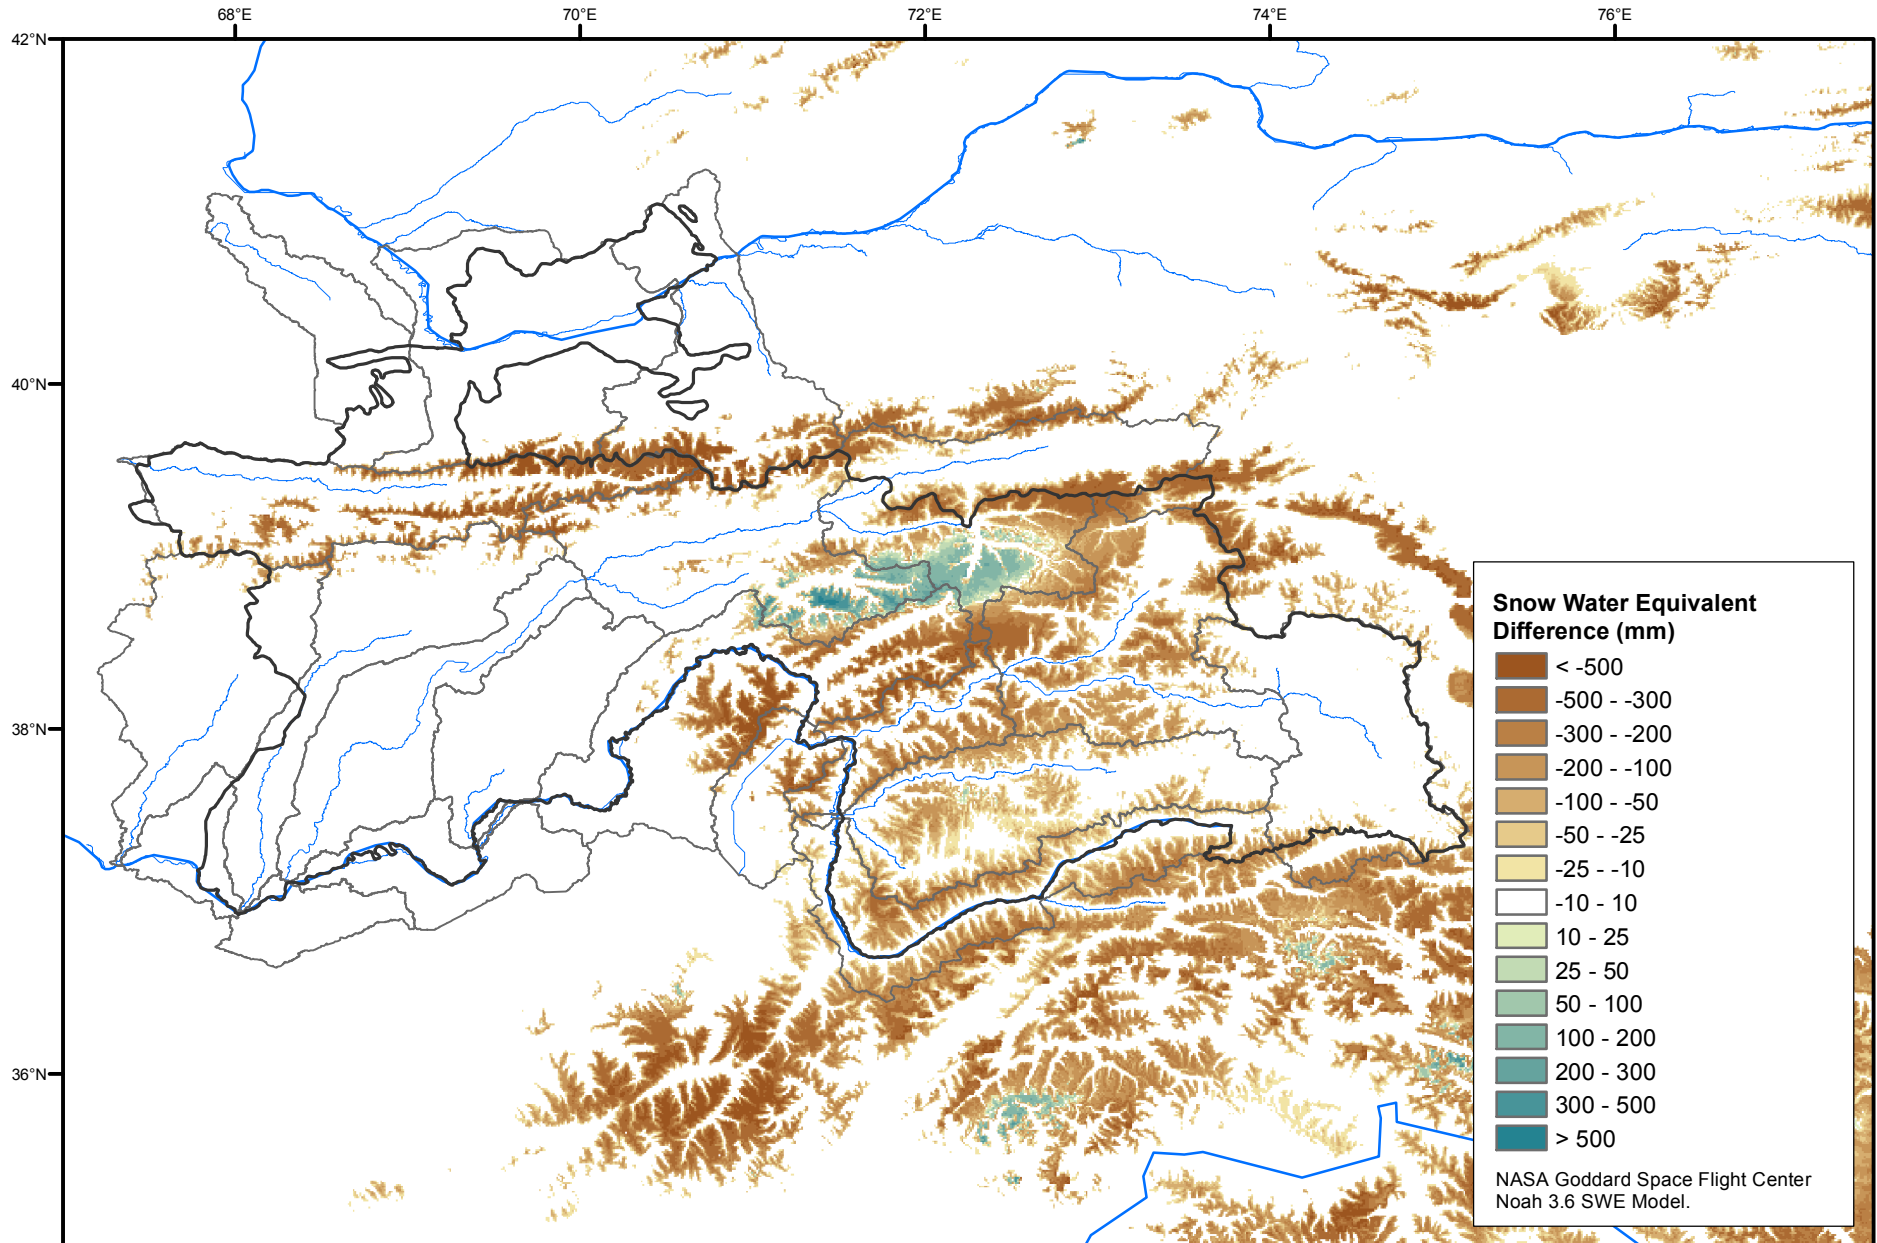 68°E 70°E 72°E 74°E 76°E
42°N
40°N
38°N
36°N
Snow Water Equivalent
Difference (mm)
< -500
-500 - -300
-300 - -200
-200 - -100
-100 - -50
-50 - -25
-25 - -10
-10 - 10
10 - 25
25 - 50
50 - 100
100 - 200
200 - 300
300 - 500
> 500
NASA Goddard Space Flight Center
Noah 3.6 SWE Model.